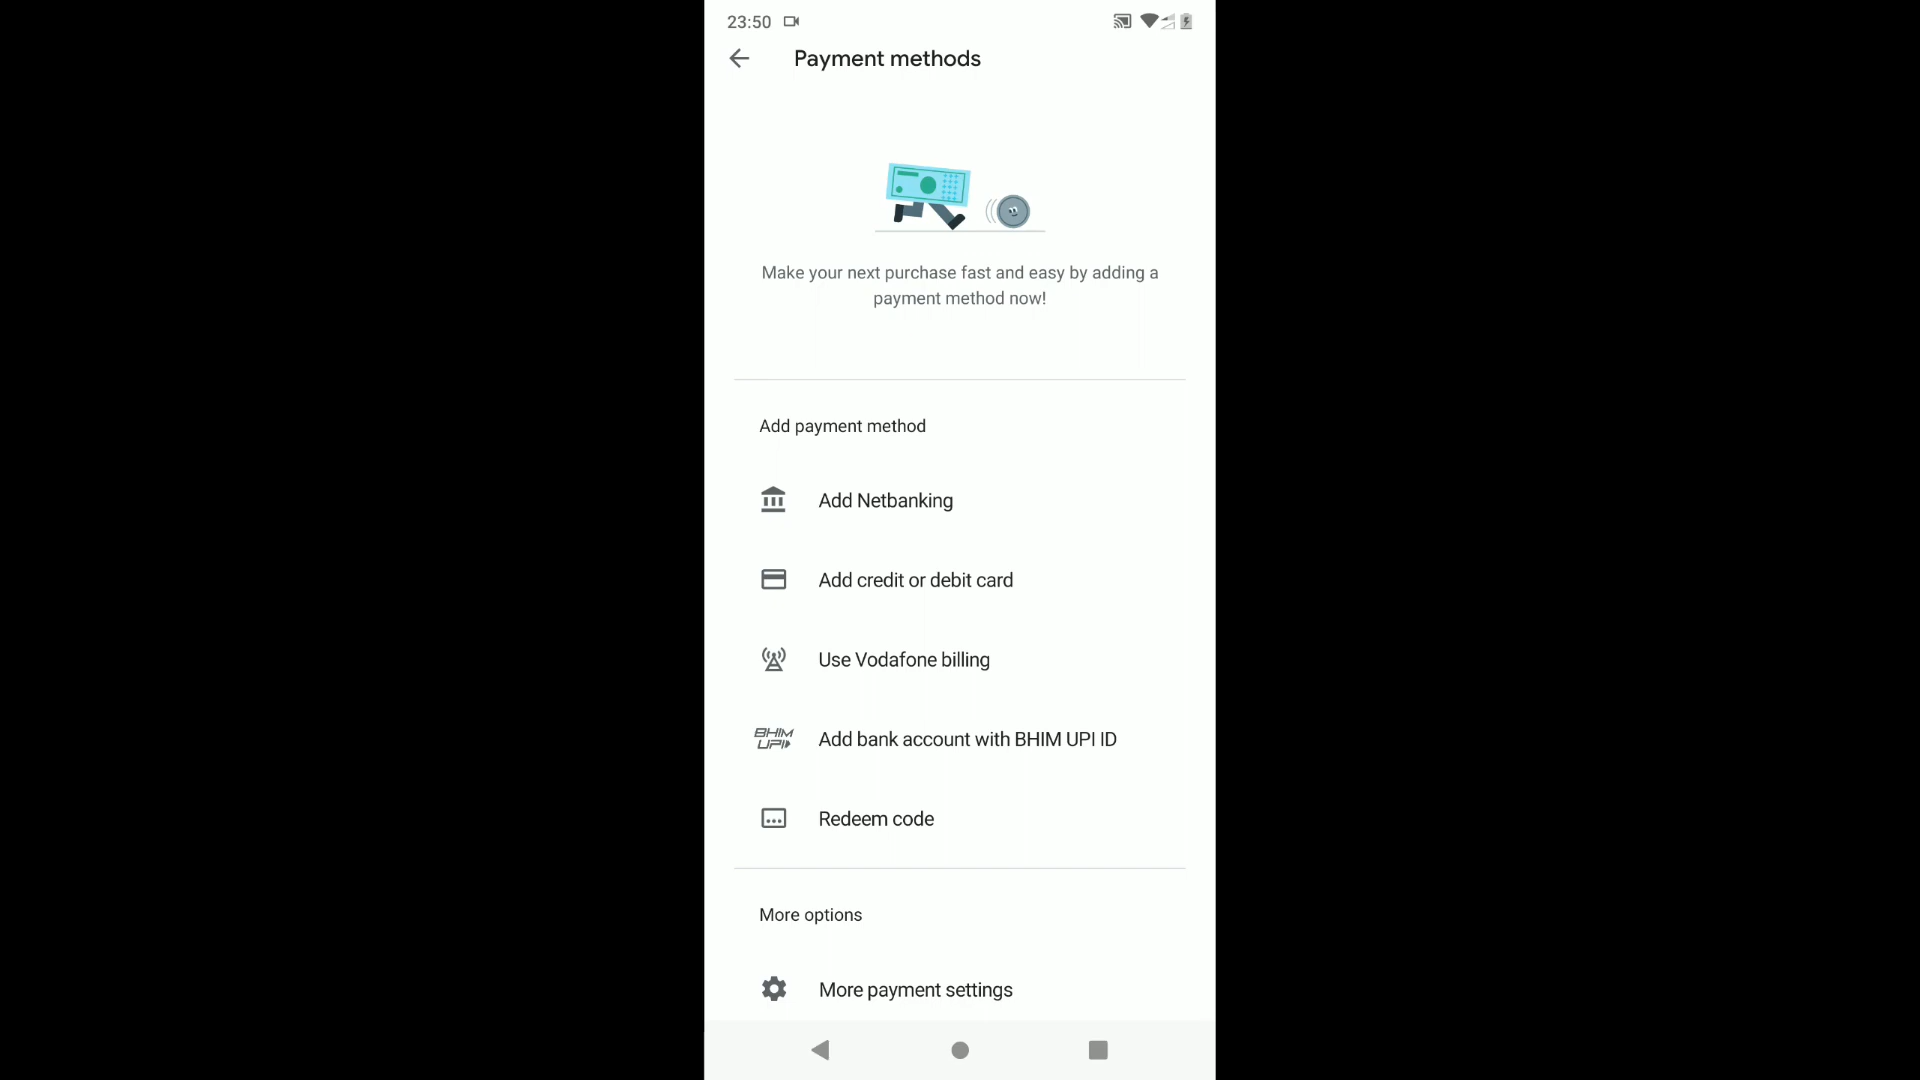 23:50
Payment methods
Make your next purchase fast and easy by adding a
payment method now!
Add payment method
Add Netbanking
Add credit or debit card
Use Vodafone billing
BHIM
UPI
Add bank account with BHIM UPI ID
Redeem code
More options
More payment settings